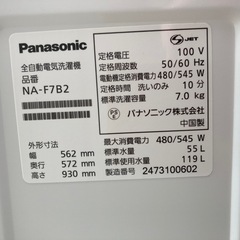 Panasonic
全自動電気洗濯機
品番
NA-F7B2
外形寸法
幅 562 mm
奥行 572 mm
高さ 930 mm
JET
定格電圧 100 V
定格周波数 50/60 Hz
電動機定格消費電力 480/545 W
定格時間 洗いのみ 10 分
標準容量 7.0 kg
パナソニック株式会社
中国製
最大消費電力 480/545 W
標準水量 55 L
標準使用水量 119 L
製造番号 2473100602